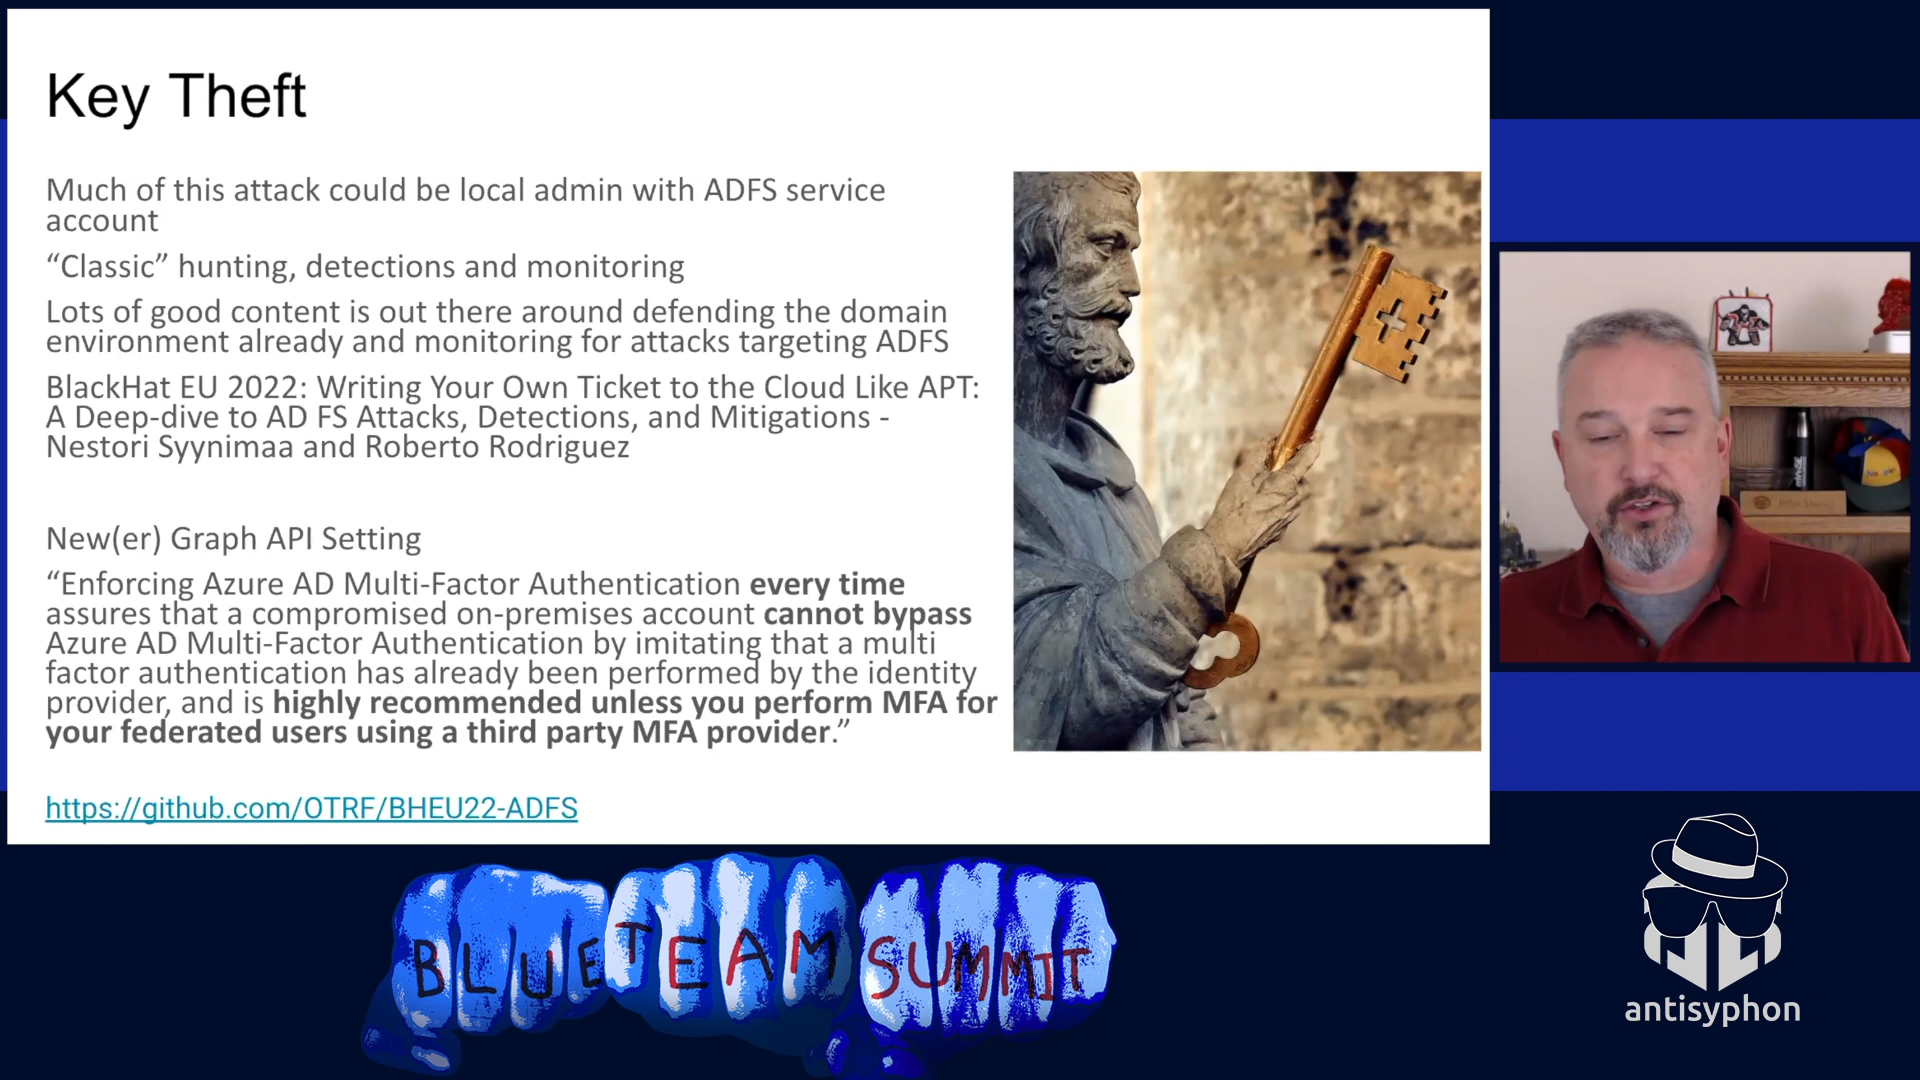 Key Theft
Much of this attack could be local admin with ADFS service
account
“Classic” hunting, detections and monitoring
Lots of good content is out there around defending the domain
environment already and monitoring for attacks targeting ADFS
BlackHat EU 2022: Writing Your Own Ticket to the Cloud Like APT:
A Deep-dive to AD FS Attacks, Detections, and Mitigations -
Nestori Syynimaa and Roberto Rodriguez
New(er) Graph API Setting
“Enforcing Azure AD Multi-Factor Authentication every time
assures that a compromised on-premises account cannot bypass
Azure AD Multi-Factor Authentication by imitating that a multi
factor authentication has already been performed by the identity
provider, and is highly recommended unless you perform MFA for
your federated users using a third party MFA provider.”
https://github.com/OTRF/BHEU22-ADFS
BLUE TEAM SUMMIT
antisyphon